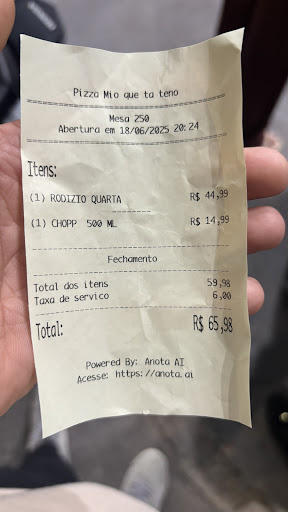 Pizza Mio que ta teno
Mesa 250
Abertura em 18/06/2025 20:24
Itens:
(1) RODIZIO QUARTA R$ 44,99
(1) CHOPP 500 ML R$ 14,99
Fechamento
Total dos itens 59,98
Taxa de servico 6,00
Total: R$ 65,98
Powered By: Anota AI
Acesse: https://anota.ai